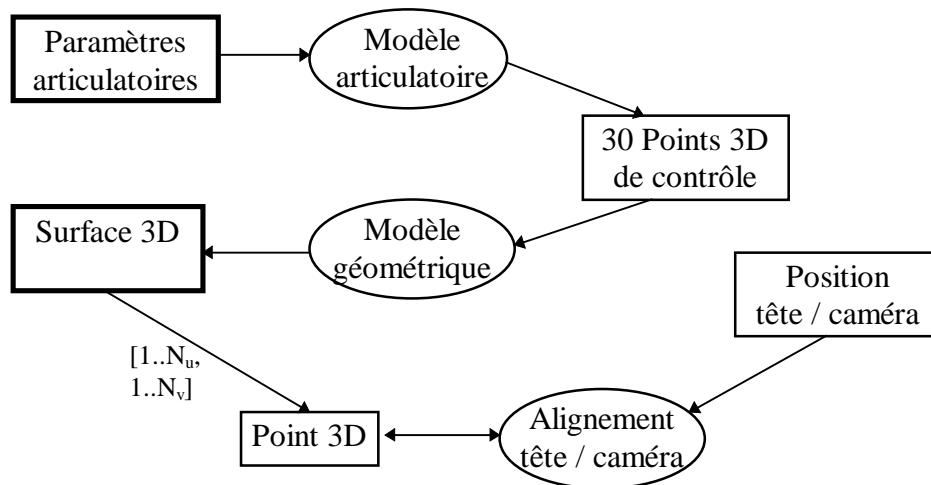 Paramètres
articulatoires
Modèle
articulatoire
30 Points 3D
de contrôle
Surface 3D
Modèle
géométrique
Position
tête / caméra
[1..Nᵤ,
1..Nᵥ]
Point 3D
Alignement
tête / caméra